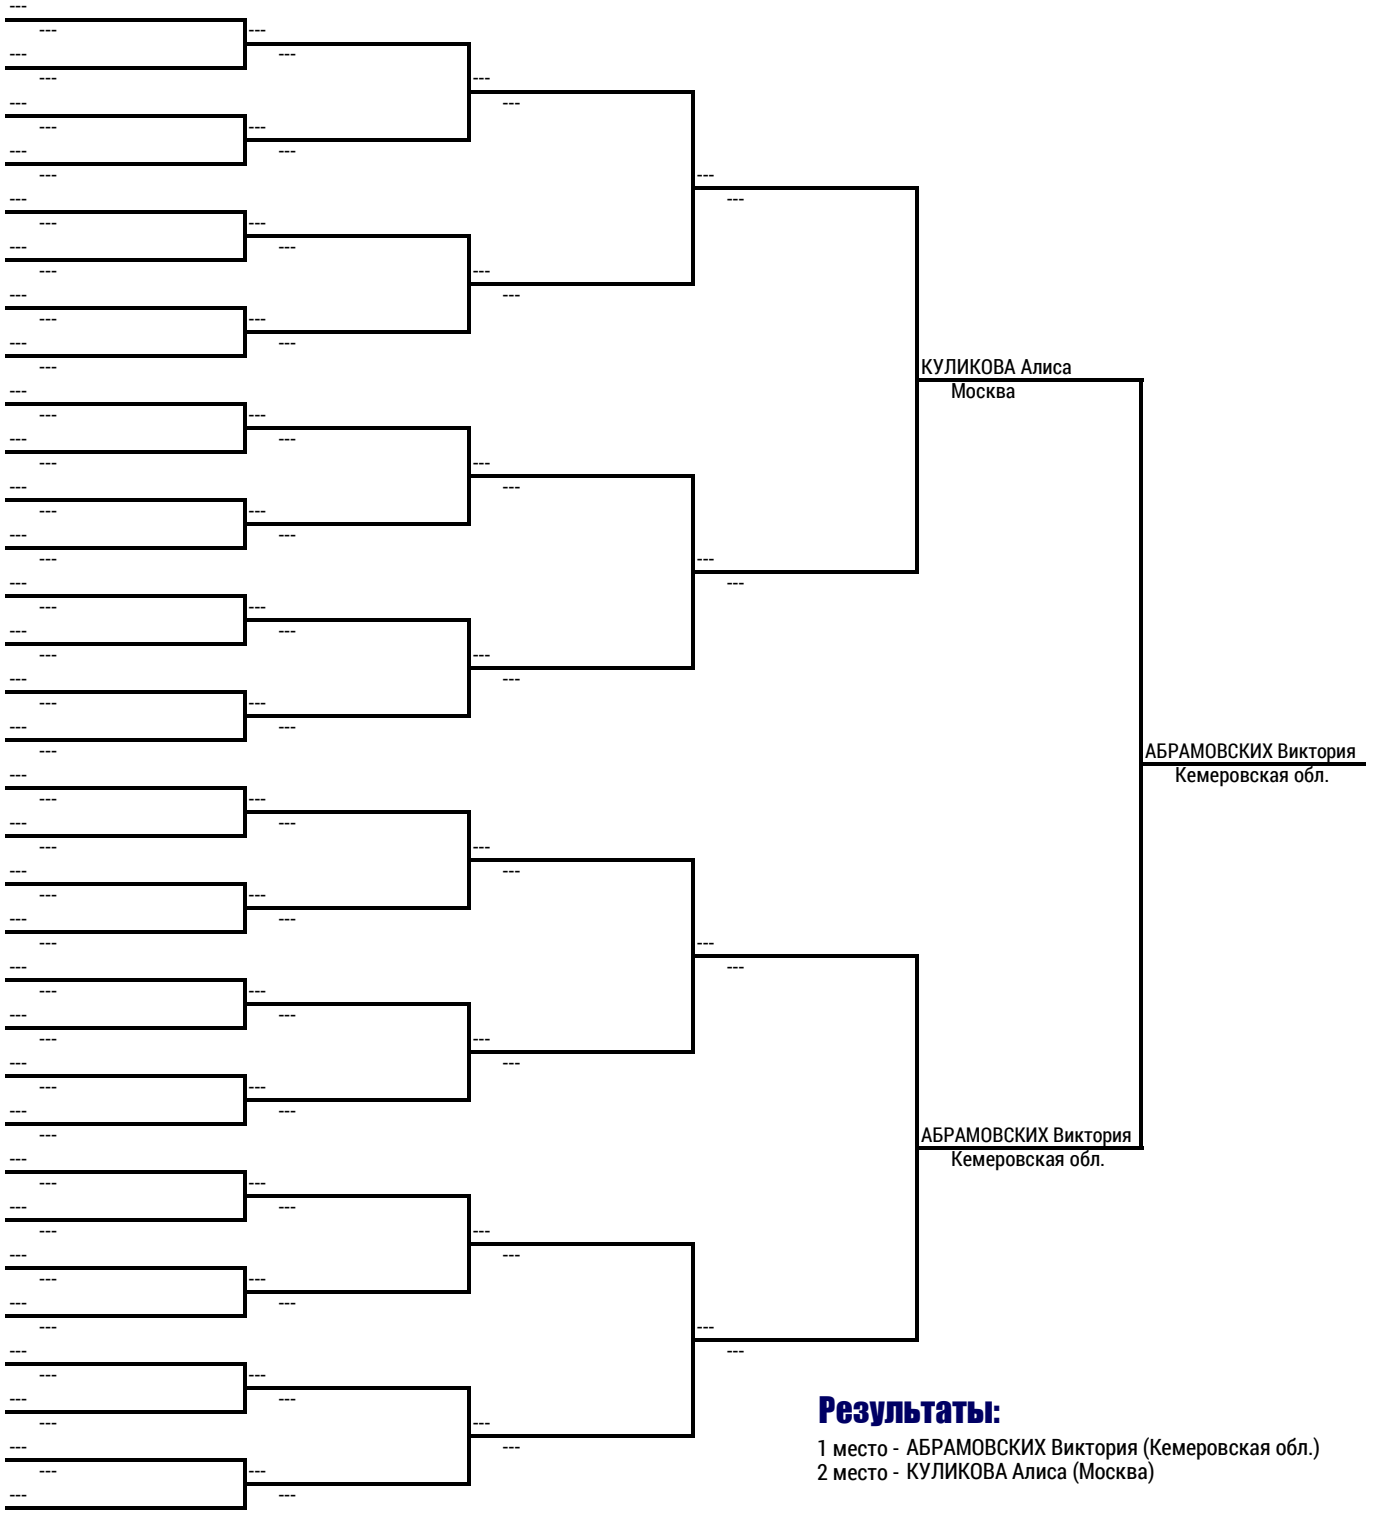 КУЛИКОВА Алиса
Москва
АБРАМОВСКИХ Виктория
Кемеровская обл.
АБРАМОВСКИХ Виктория
Кемеровская обл.
Результаты:
1 место - АБРАМОВСКИХ Виктория (Кемеровская обл.)
2 место - КУЛИКОВА Алиса (Москва)